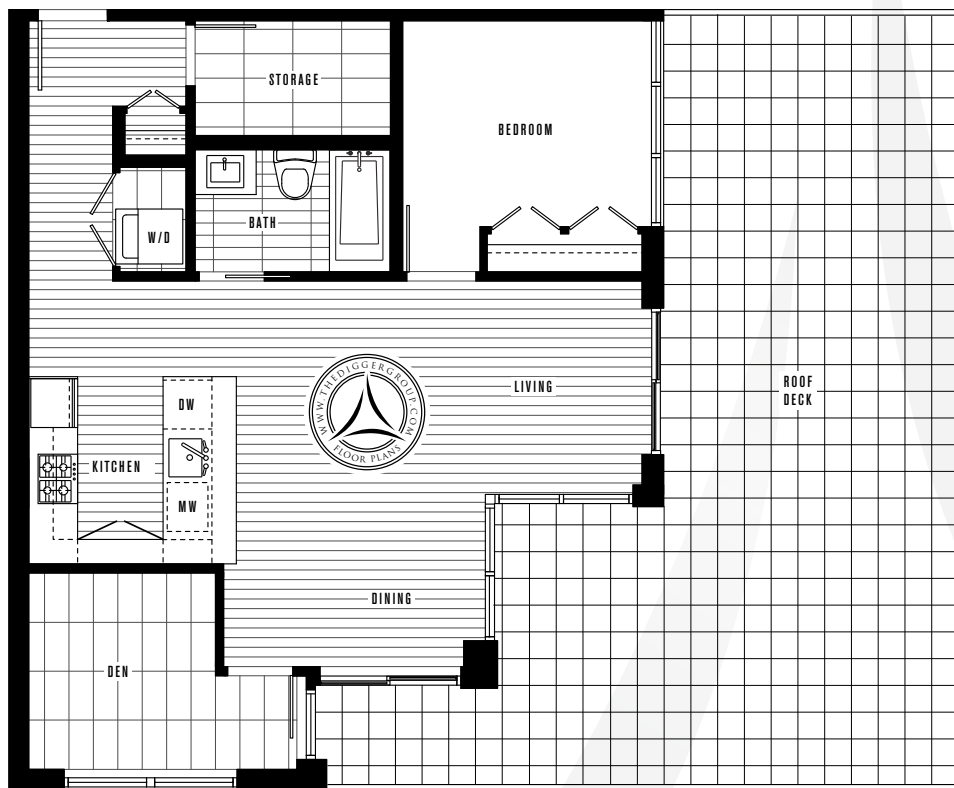 STORAGE
BEDROOM
BATH
W/D
LIVING
ROOF
DECK
DW
KITCHEN
MW
WWW.THEDIGGERGROUP.COM
FLOOR PLANS
DINING
DEN